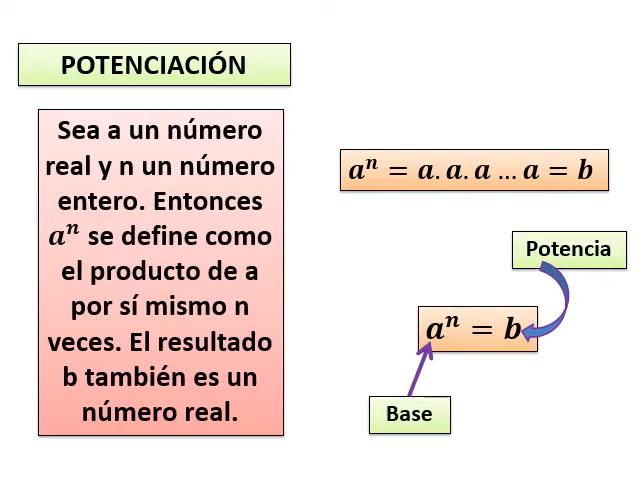 POTENCIACIÓN
Sea a un número
real y n un número
entero. Entonces
aⁿ se define como
el producto de a
por sí mismo n
veces. El resultado
b también es un
número real.
aⁿ = a. a. a ... a = b
Potencia
aⁿ = b
Base